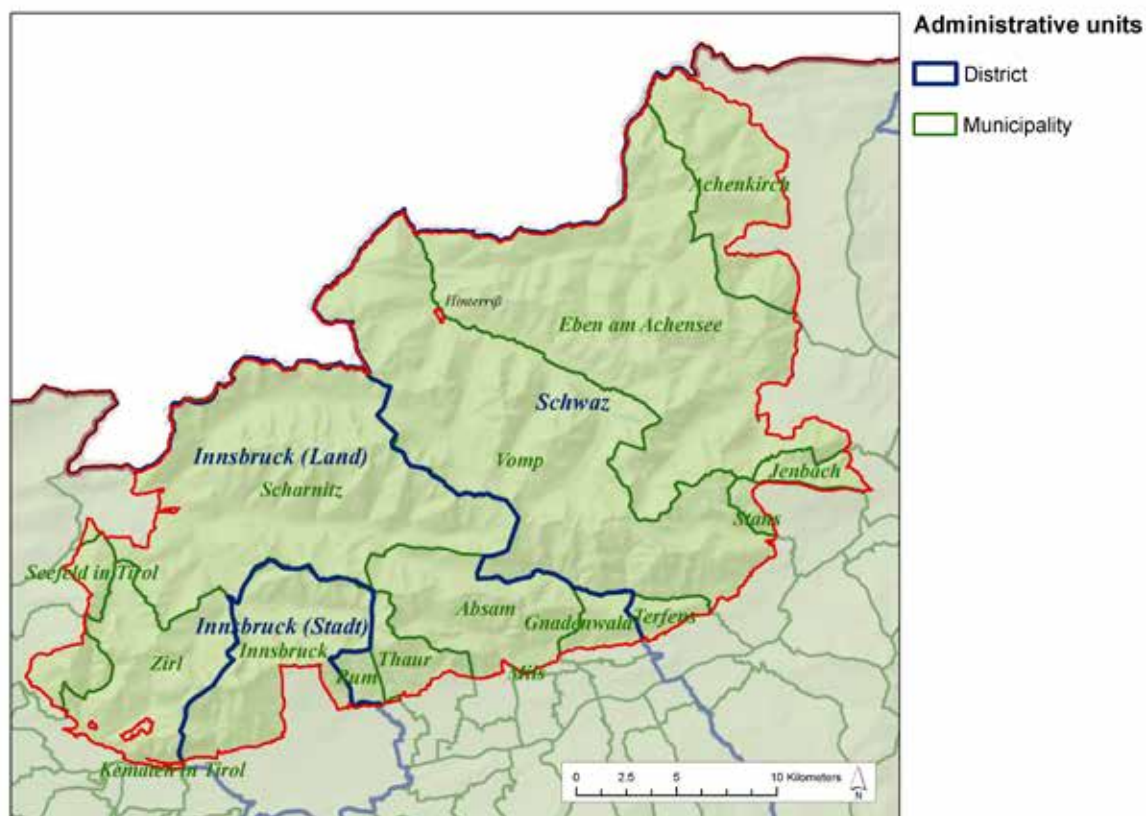 Administrative units
District
Municipality
Achenkirch
Hinterriß
Eben am Achensee
Schwaz
Innsbruck (Land)
Vomp
Jenbach
Scharnitz
Stans
Seefeld in Tirol
Absam
Gnadenwald
Terfens
Innsbruck (Stadt)
Innsbruck
Zirl
Thaur
Rum
Mils
Kematen in Tirol
0 2.5 5 10 Kilometers
N